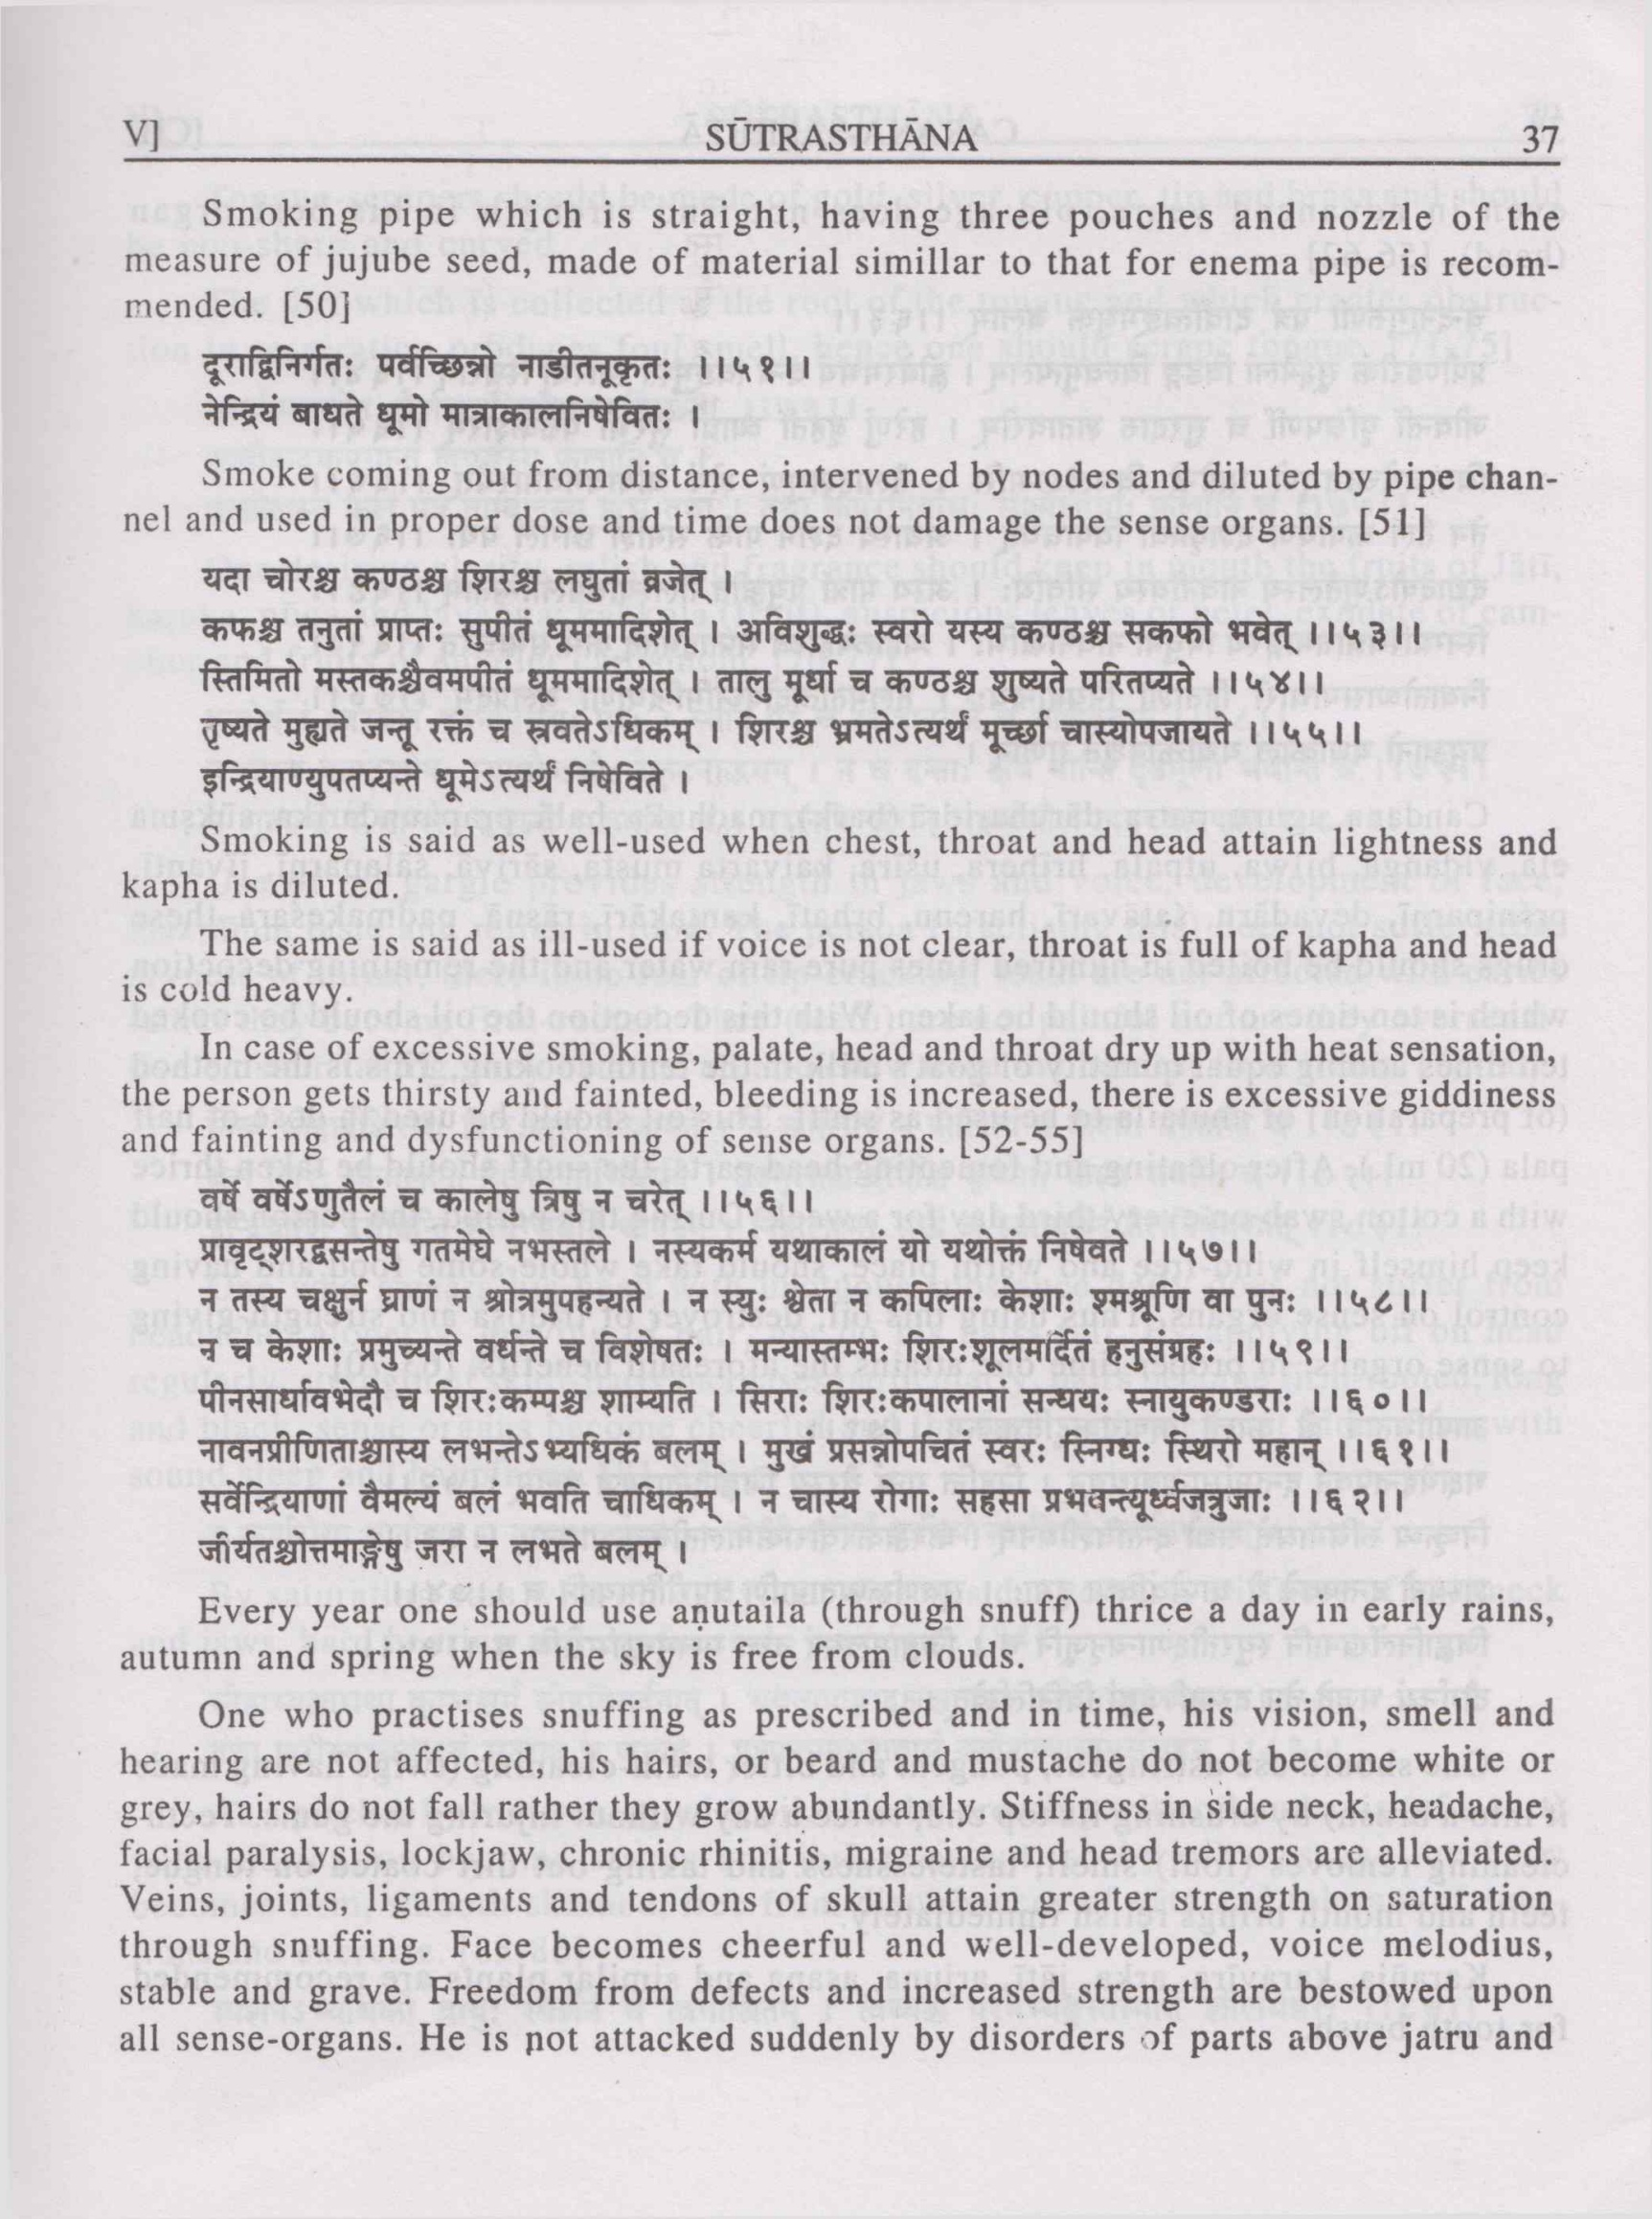 V]
SŪTRASTHĀNA
37
Smoking pipe which is straight, having three pouches and nozzle of the
measure of jujube seed, made of material simillar to that for enema pipe is recom-
mended. [50]
दूराद्विनिर्गतः पर्वच्छिन्नो नाडीतनूकृतः ।।५१।।
नेन्द्रियं बाधते धूमो मात्राकालनिषेवितः ।
Smoke coming out from distance, intervened by nodes and diluted by pipe chan-
nel and used in proper dose and time does not damage the sense organs. [51]
यदा चोरश्च कण्ठश्च शिरश्च लघुतां व्रजेत् ।
कफश्च तनुतां प्राप्तः सुपीतं धूममादिशेत् । अविशुद्धः स्वरो यस्य कण्ठश्च सकफो भवेत् ।।५३।।
स्तिमितो मस्तकश्चैवमपीतं धूममादिशेत् । तालु मूर्धा च कण्ठश्च शुष्यते परितप्यते ।।५४।।
तृष्यते मुह्यते जन्तू रक्तं च स्रवतेऽधिकम् । शिरश्च भ्रमतेऽत्यर्थं मूर्च्छा चास्योपजायते ।।५५।।
इन्द्रियाण्युपतप्यन्ते धूमेऽत्यर्थं निषेविते ।
Smoking is said as well-used when chest, throat and head attain lightness and
kapha is diluted.
The same is said as ill-used if voice is not clear, throat is full of kapha and head
is cold heavy.
In case of excessive smoking, palate, head and throat dry up with heat sensation,
the person gets thirsty and fainted, bleeding is increased, there is excessive giddiness
and fainting and dysfunctioning of sense organs. [52-55]
वर्षे वर्षेऽणुतैलं च कालेषु त्रिषु न चरेत् ।।५६।।
प्रावृट्शरद्वसन्तेषु गतमेघे नभस्तले । नस्यकर्म यथाकालं यो यथोक्तं निषेवते ।।५७।।
न तस्य चक्षुर्न घ्राणं न श्रोत्रमुपहन्यते । न स्युः श्वेता न कपिलाः केशाः श्मश्रूणि वा पुनः ।।५८।।
न च केशाः प्रमुच्यन्ते वर्धन्ते च विशेषतः । मन्यास्तम्भः शिरःशूलमर्दितं हनुसंग्रहः ।।५९।।
पीनसार्धावभेदौ च शिरःकम्पश्च शाम्यति । सिराः शिरःकपालानां सन्धयः स्नायुकण्डराः ।।६०।।
नावनप्रीणिताश्चास्य लभन्तेऽभ्यधिकं बलम् । मुखं प्रसन्नोपचितं स्वरः स्निग्धः स्थिरो महान् ।।६१।।
सर्वेन्द्रियाणां वैमल्यं बलं भवति चाधिकम् । न चास्य रोगाः सहसा प्रभवन्त्यूर्ध्वजत्रुजाः ।।६२।।
जीर्यतश्चोत्तमाङ्गेषु जरा न लभते बलम् ।
Every year one should use aṇutaila (through snuff) thrice a day in early rains,
autumn and spring when the sky is free from clouds.
One who practises snuffing as prescribed and in time, his vision, smell and
hearing are not affected, his hairs, or beard and mustache do not become white or
grey, hairs do not fall rather they grow abundantly. Stiffness in side neck, headache,
facial paralysis, lockjaw, chronic rhinitis, migraine and head tremors are alleviated.
Veins, joints, ligaments and tendons of skull attain greater strength on saturation
through snuffing. Face becomes cheerful and well-developed, voice melodius,
stable and grave. Freedom from defects and increased strength are bestowed upon
all sense-organs. He is not attacked suddenly by disorders of parts above jatru and